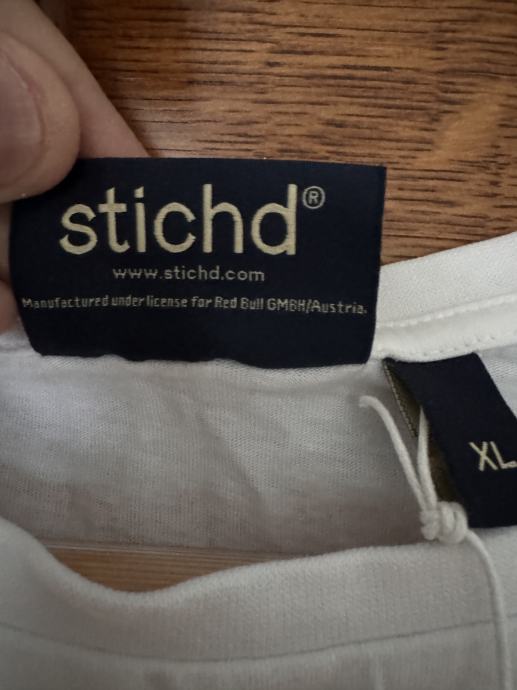 stichd®
www.stichd.com
Manufactured under license for Red Bull GMBH/Austria.
XL